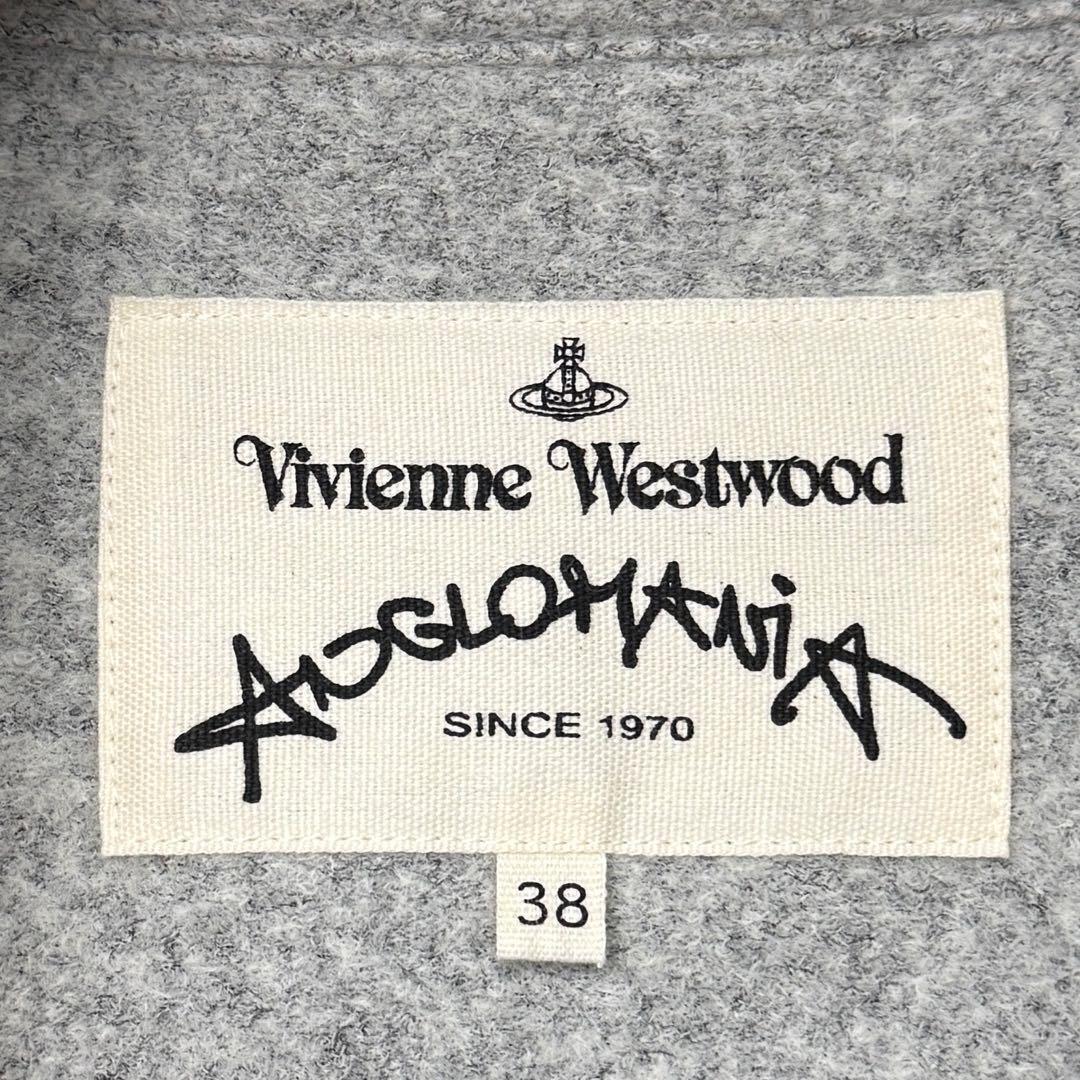 Vivienne Westwood
ANGLOMANiA
SINCE 1970
38